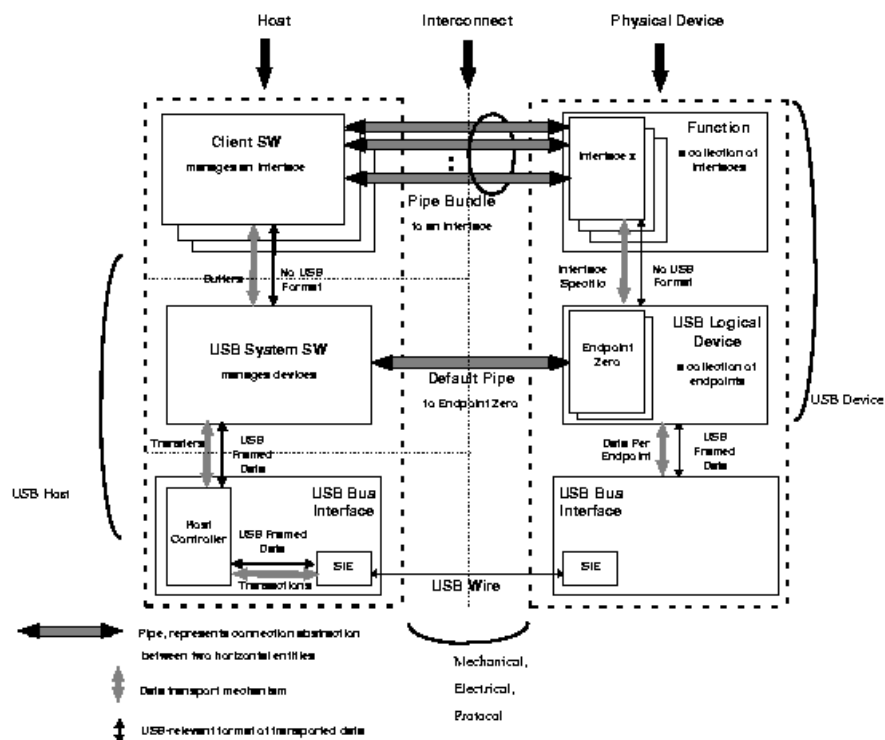 Host
Interconnect
Physical Device
Client SW
manages an interface
Function
a collection of
interfaces
Interface x
Pipe Bundle
to an interface
Buffers
No USB
Format
Interface
Specific
No USB
Format
USB System SW
manages devices
Default Pipe
to Endpoint Zero
Endpoint
Zero
USB Logical
Device
a collection of
endpoints
USB Device
Transfers
USB
Framed
Data
Data Per
Endpoint
USB
Framed
Data
USB Host
USB Bus
Interface
Host
Controller
USB Framed
Data
Transactions
SIE
USB Wire
USB Bus
Interface
SIE
Pipe, represents connection abstraction
between two horizontal entities
Data transport mechanism
USB-relevant format of transported data
Mechanical,
Electrical,
Protocol